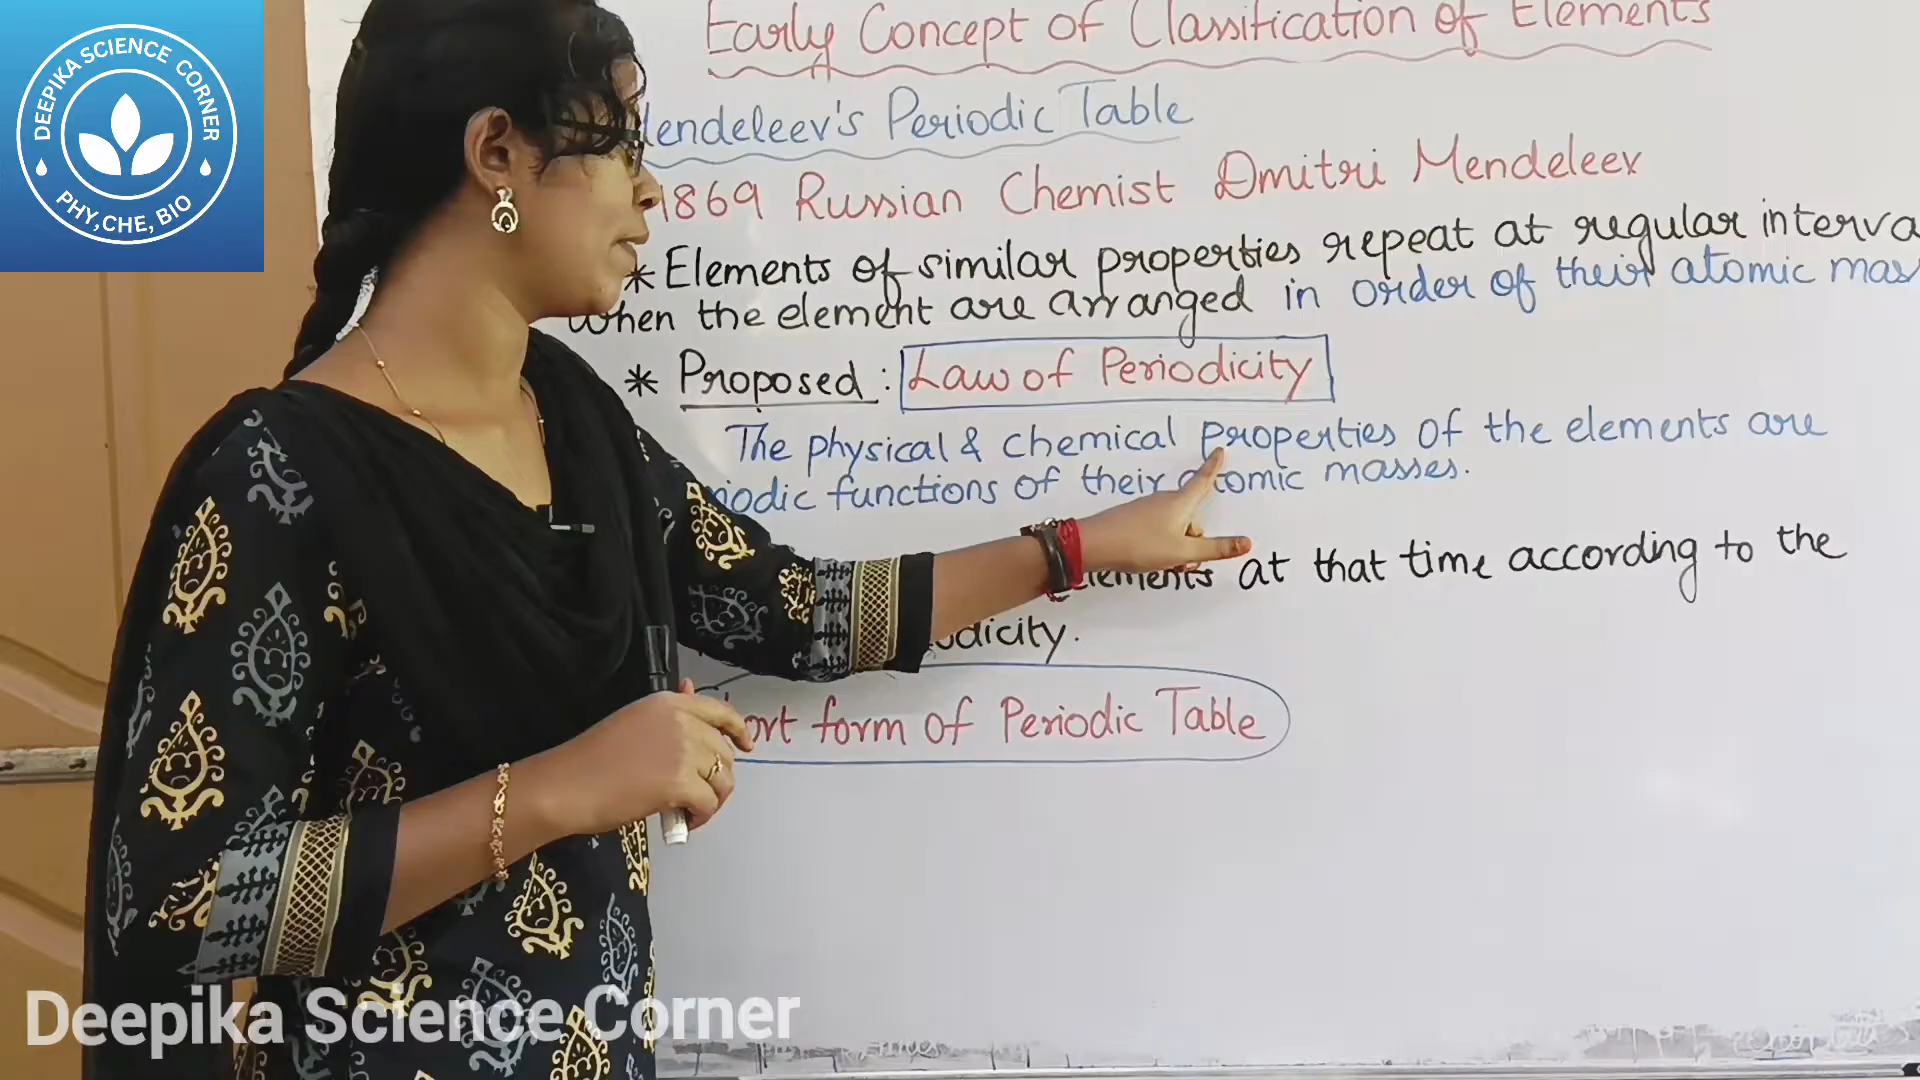 DEEPIKA SCIENCE CORNER
PHY,CHE, BIO
Early Concept of Classification of Elements
Mendeleev's Periodic Table
1869 Russian Chemist Dmitri Mendeleev
* Elements of similar properties repeat at regular interva
When the element are arranged in order of their atomic mas
* Proposed : Law of Periodicity
The physical & chemical properties of the elements are
iodic functions of their atomic masses.
Elements at that time according to the
odicity.
ort form of Periodic Table
Deepika Science Corner